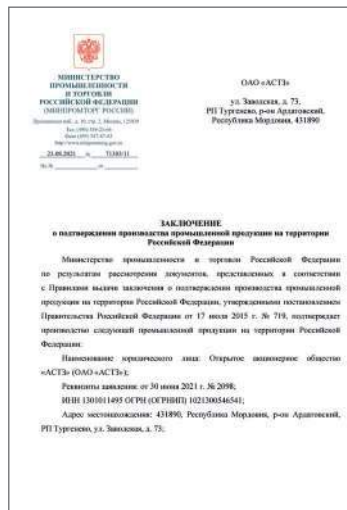 МИНИСТЕРСТВО
ПРОМЫШЛЕННОСТИ
И ТОРГОВЛИ
РОССИЙСКОЙ ФЕДЕРАЦИИ
(МИНПРОМТОРГ РОССИИ)
ОАО «АСТЗ»
ул. Заводская, д. 73,
РП Тургенево, р-он Ардатовский,
Республика Мордовия, 431890
ЗАКЛЮЧЕНИЕ
о подтверждении производства промышленной продукции на территории
Российской Федерации
Министерство промышленности и торговли Российской Федерации
по результатам рассмотрения документов, представленных в соответствии
с Правилами выдачи заключения о подтверждении производства промышленной
продукции на территории Российской Федерации, утвержденными постановлением
Правительства Российской Федерации от 17 июля 2015 г. № 719, подтверждает
производство следующей промышленной продукции на территории Российской
Федерации:
Наименование юридического лица: Открытое акционерное общество
«АСТЗ» (ОАО «АСТЗ»);
Реквизиты заявления: от 30 июня 2021 г. № 2098;
ИНН 1301011495 ОГРН (ОГРНИП) 1021300546541;
Адрес местонахождения: 431890, Республика Мордовия, р-он Ардатовский,
РП Тургенево, ул. Заводская, д. 73;